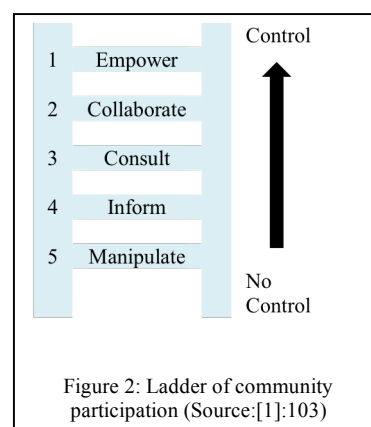 Control
1 Empower
2 Collaborate
3 Consult
4 Inform
5 Manipulate
No
Control
Figure 2: Ladder of community
participation (Source:[1]:103)